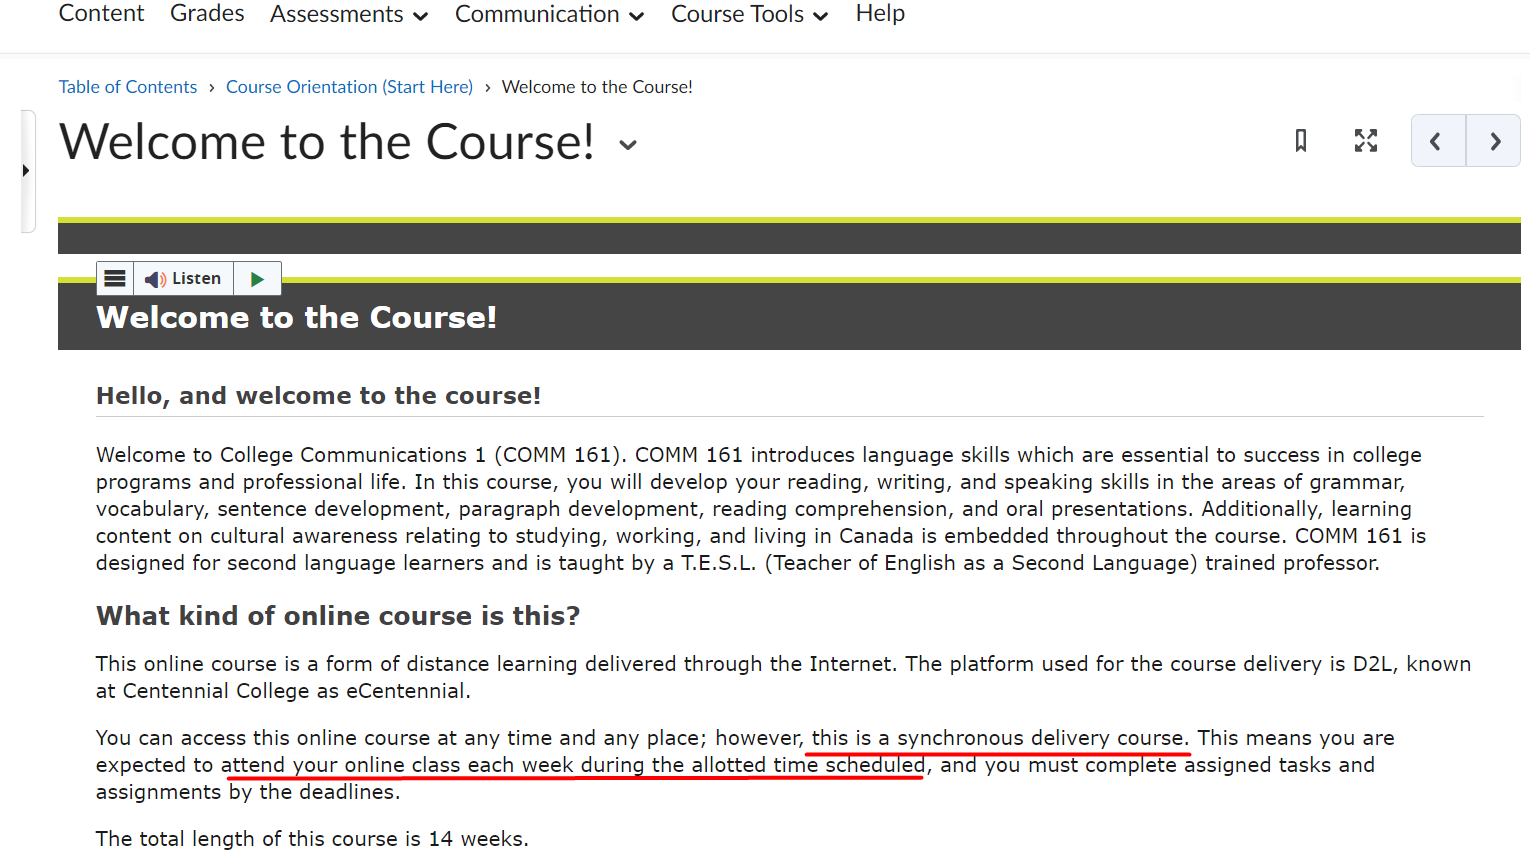 Content Grades Assessments Communication Course Tools Help
Table of Contents › Course Orientation (Start Here) › Welcome to the Course!
Welcome to the Course!
Listen
Welcome to the Course!
Hello, and welcome to the course!
Welcome to College Communications 1 (COMM 161). COMM 161 introduces language skills which are essential to success in college
programs and professional life. In this course, you will develop your reading, writing, and speaking skills in the areas of grammar,
vocabulary, sentence development, paragraph development, reading comprehension, and oral presentations. Additionally, learning
content on cultural awareness relating to studying, working, and living in Canada is embedded throughout the course. COMM 161 is
designed for second language learners and is taught by a T.E.S.L. (Teacher of English as a Second Language) trained professor.
What kind of online course is this?
This online course is a form of distance learning delivered through the Internet. The platform used for the course delivery is D2L, known
at Centennial College as eCentennial.
You can access this online course at any time and any place; however, this is a synchronous delivery course. This means you are
expected to attend your online class each week during the allotted time scheduled, and you must complete assigned tasks and
assignments by the deadlines.
The total length of this course is 14 weeks.